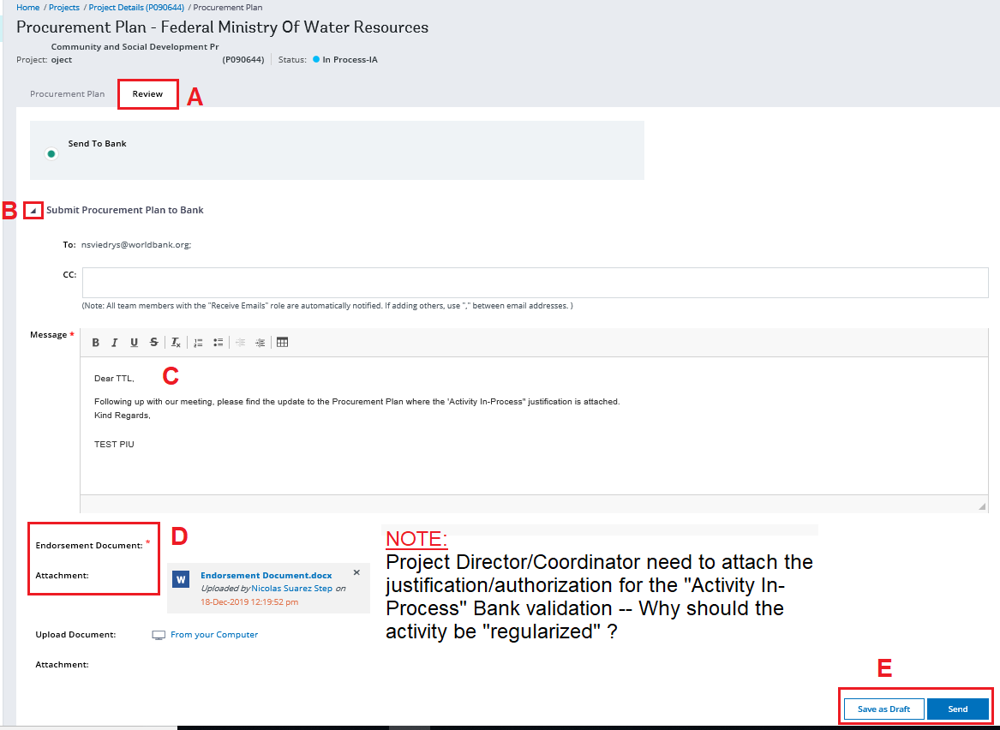 Home / Projects / Project Details (P090644) / Procurement Plan
Procurement Plan - Federal Ministry Of Water Resources
Community and Social Development Pr
Project: oject (P090644) Status: In Process-IA
Procurement Plan Review A
Send To Bank
B Submit Procurement Plan to Bank
To: nsviedrys@worldbank.org;
CC:
(Note: All team members with the "Receive Emails" role are automatically notified. If adding others, use "," between email addresses. )
Message *
B I U S Tx
Dear TTL, C
Following up with our meeting, please find the update to the Procurement Plan where the 'Activity In-Process" justification is attached.
Kind Regards,
TEST PIU
Endorsement Document: * D
Attachment:
W Endorsement Document.docx
Uploaded by Nicolas Suarez Step on
18-Dec-2019 12:19:52 pm
NOTE:
Project Director/Coordinator need to attach the
justification/authorization for the "Activity In-
Process" Bank validation -- Why should the
activity be "regularized" ?
Upload Document: From your Computer
Attachment:
E
Save as Draft Send